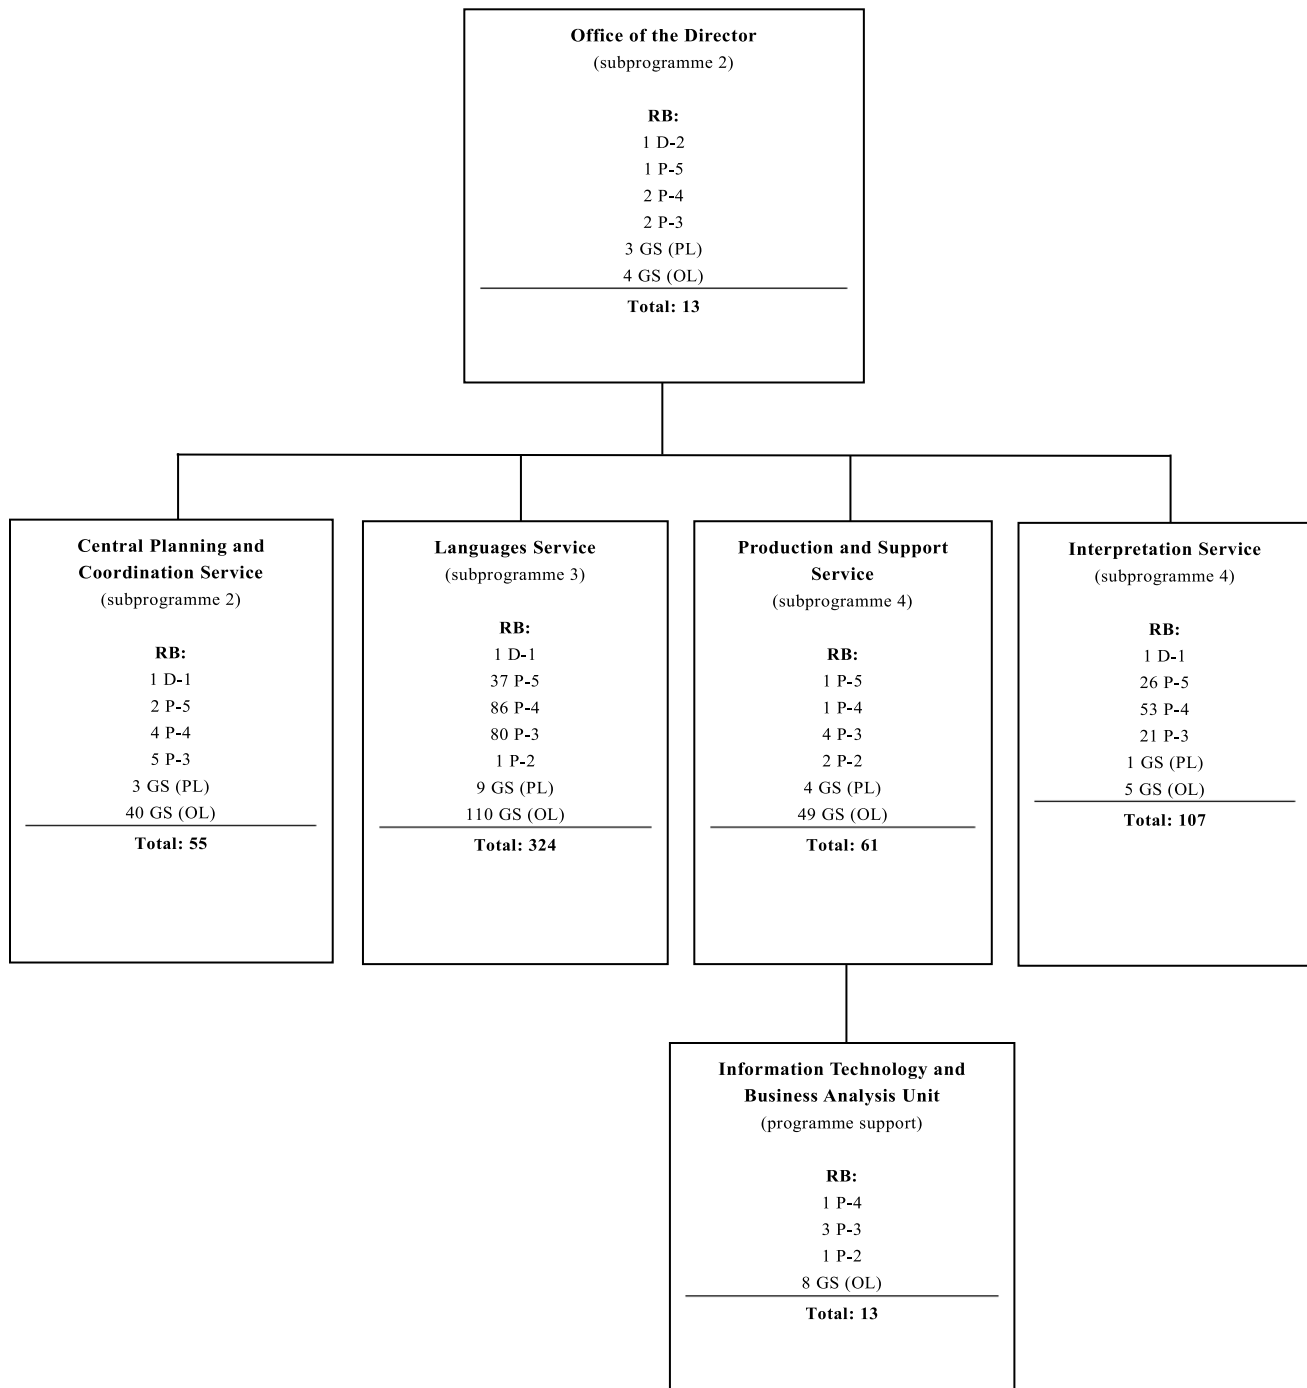 Office of the Director
(subprogramme 2)
RB:
1 D-2
1 P-5
2 P-4
2 P-3
3 GS (PL)
4 GS (OL)
Total: 13
Central Planning and
Coordination Service
(subprogramme 2)
RB:
1 D-1
2 P-5
4 P-4
5 P-3
3 GS (PL)
40 GS (OL)
Total: 55
Languages Service
(subprogramme 3)
RB:
1 D-1
37 P-5
86 P-4
80 P-3
1 P-2
9 GS (PL)
110 GS (OL)
Total: 324
Production and Support
Service
(subprogramme 4)
RB:
1 P-5
1 P-4
4 P-3
2 P-2
4 GS (PL)
49 GS (OL)
Total: 61
Interpretation Service
(subprogramme 4)
RB:
1 D-1
26 P-5
53 P-4
21 P-3
1 GS (PL)
5 GS (OL)
Total: 107
Information Technology and
Business Analysis Unit
(programme support)
RB:
1 P-4
3 P-3
1 P-2
8 GS (OL)
Total: 13